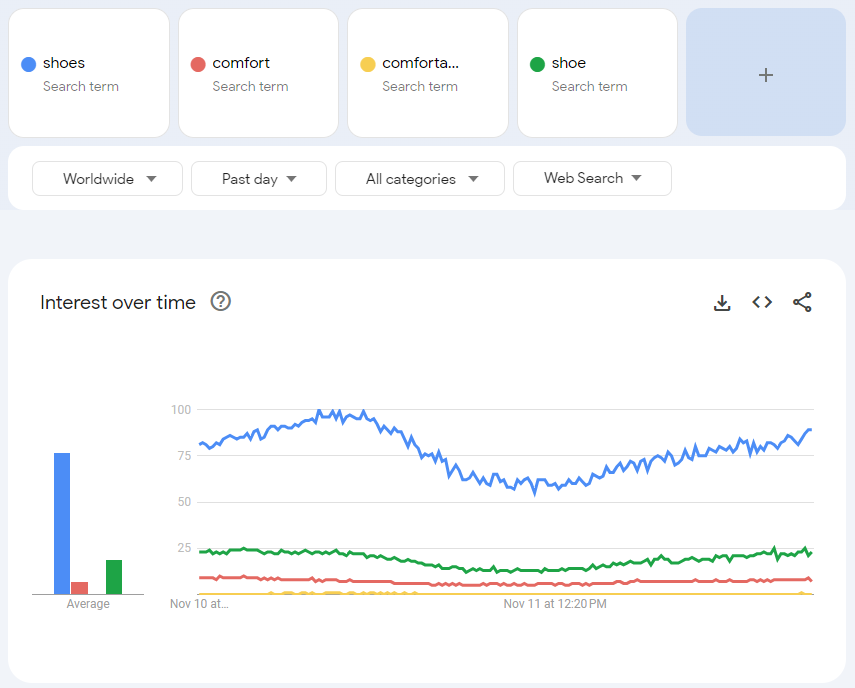 shoes
Search term
comfort
Search term
comforta...
Search term
shoe
Search term
+
Worldwide
Past day
All categories
Web Search
Interest over time
?
100
75
50
25
Average
Nov 10 at...
Nov 11 at 12:20 PM